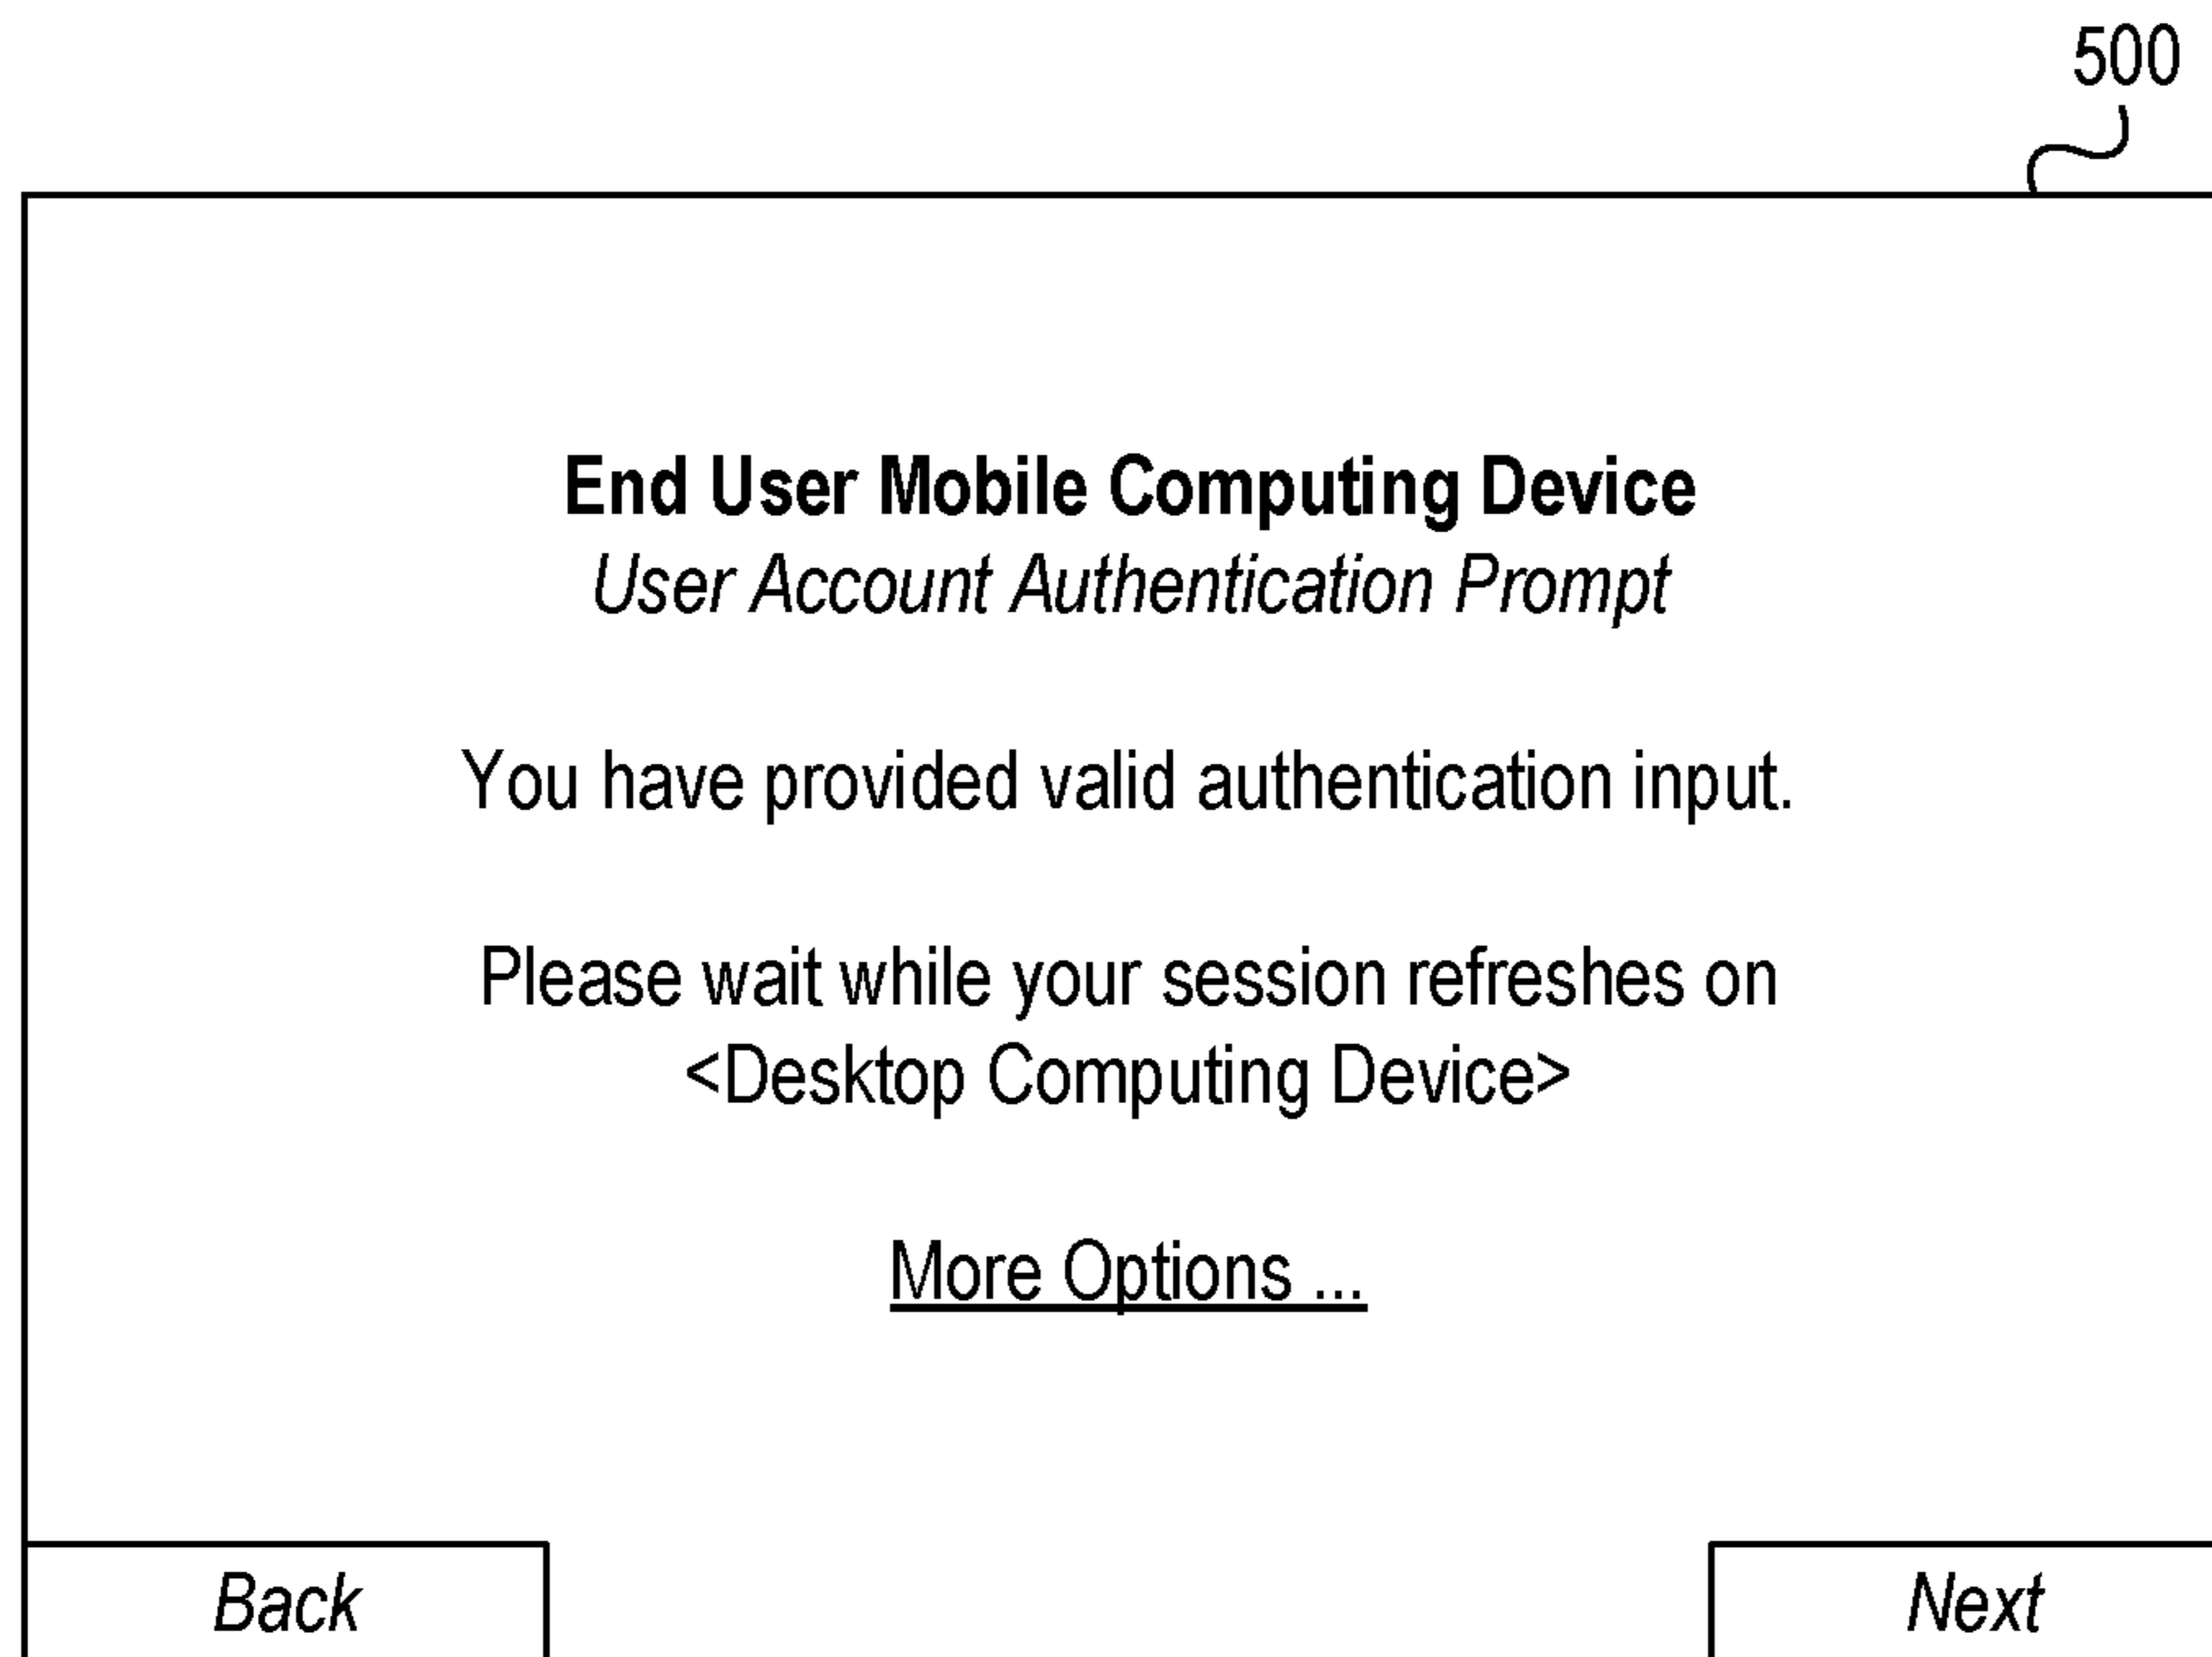 500
End User Mobile Computing Device
User Account Authentication Prompt
You have provided valid authentication input.
Please wait while your session refreshes on
<Desktop Computing Device>
More Options ...
Back
Next